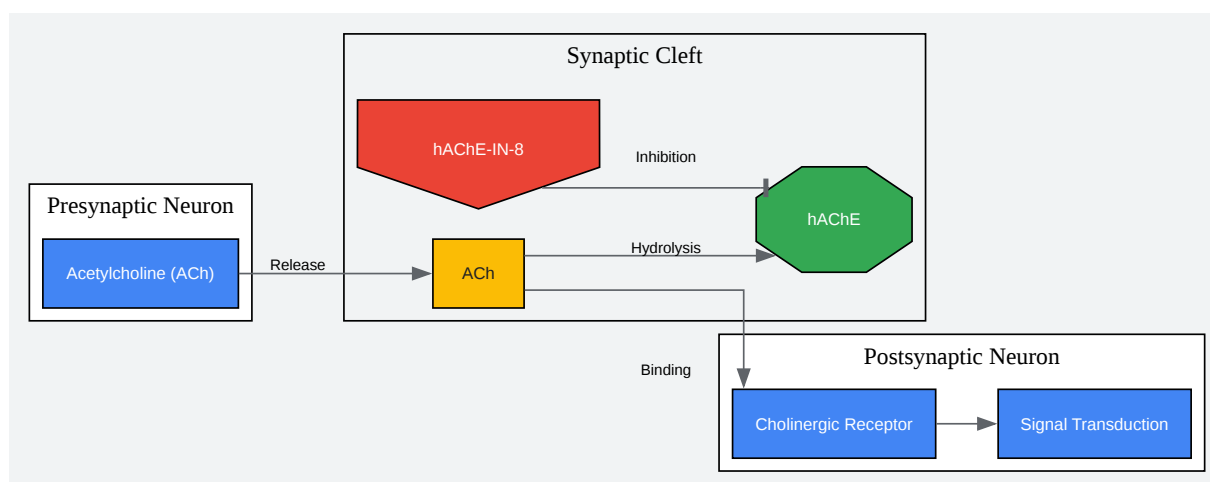 Synaptic Cleft
hAChE-IN-8
Inhibition
hAChE
Presynaptic Neuron
Acetylcholine (ACh)
Release
ACh
Hydrolysis
Binding
Postsynaptic Neuron
Cholinergic Receptor
Signal Transduction